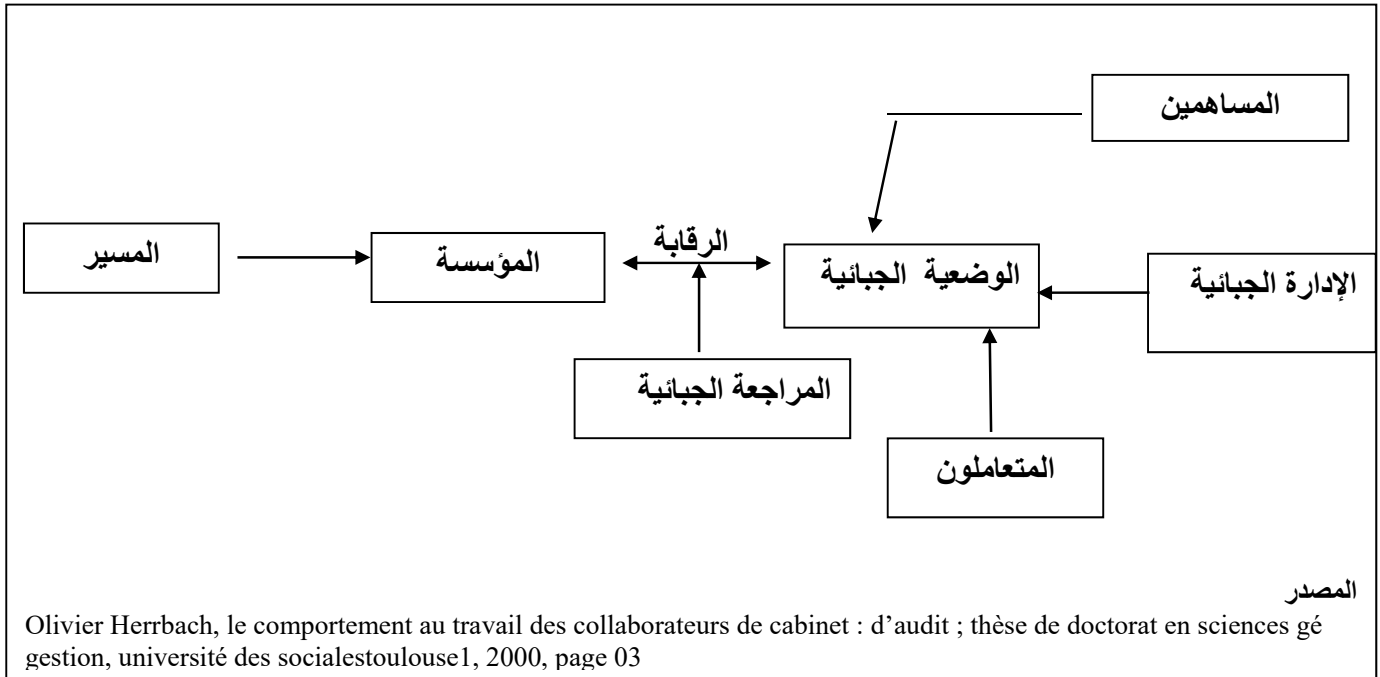 المساهمين
الرقابة
المسير
المؤسسة
الوضعية الجبائية
الإدارة الجبائية
المراجعة الجبائية
المتعاملون
المصدر
Olivier Herrbach, le comportement au travail des collaborateurs de cabinet : d’audit ; thèse de doctorat en sciences gé
gestion, université des socialestoulouse1, 2000, page 03